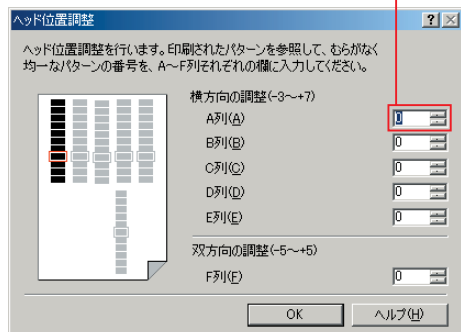 ヘッド位置調整
ヘッド位置調整を行います。印刷されたパターンを参照して、むらがなく
均一なパターンの番号を、A～F列それぞれの欄に入力してください。
横方向の調整(-3～+7)
A列(A) 0
B列(B) 0
C列(C) 0
D列(D) 0
E列(E) 0
双方向の調整(-5～+5)
F列(F) 0
OK ヘルプ(H)